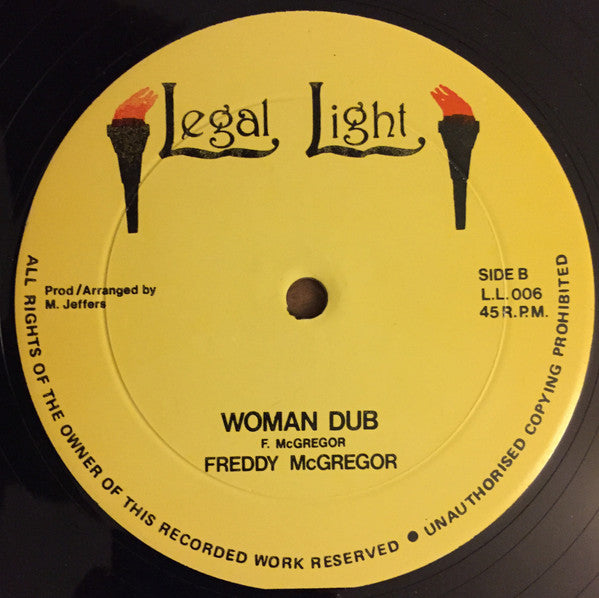 Legal Light
Prod/Arranged by
M. Jeffers
SIDE B
L.L. 006
45 R.P.M.
WOMAN DUB
F. McGREGOR
FREDDY McGREGOR
ALL RIGHTS OF THE OWNER OF THIS RECORDED WORK RESERVED • UNAUTHORISED COPYING PROHIBITED